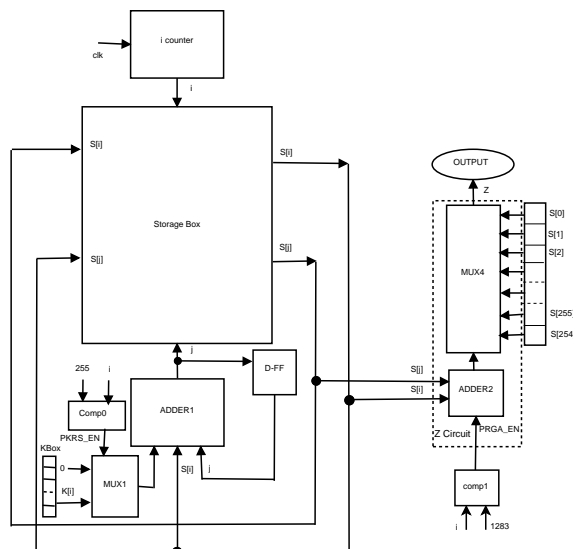 i counter
clk
i
S[i]
S[i]
OUTPUT
Z
S[0]
S[1]
S[2]
Storage Box
S[j]
S[j]
MUX4
S[255]
S[254
j
D-FF
255
i
S[j]
S[i]
ADDER2
Comp0
ADDER1
PKRS_EN
Z Circuit
PRGA_EN
KBox
0
MUX1
S[i]
j
K[i]
comp1
i
1283